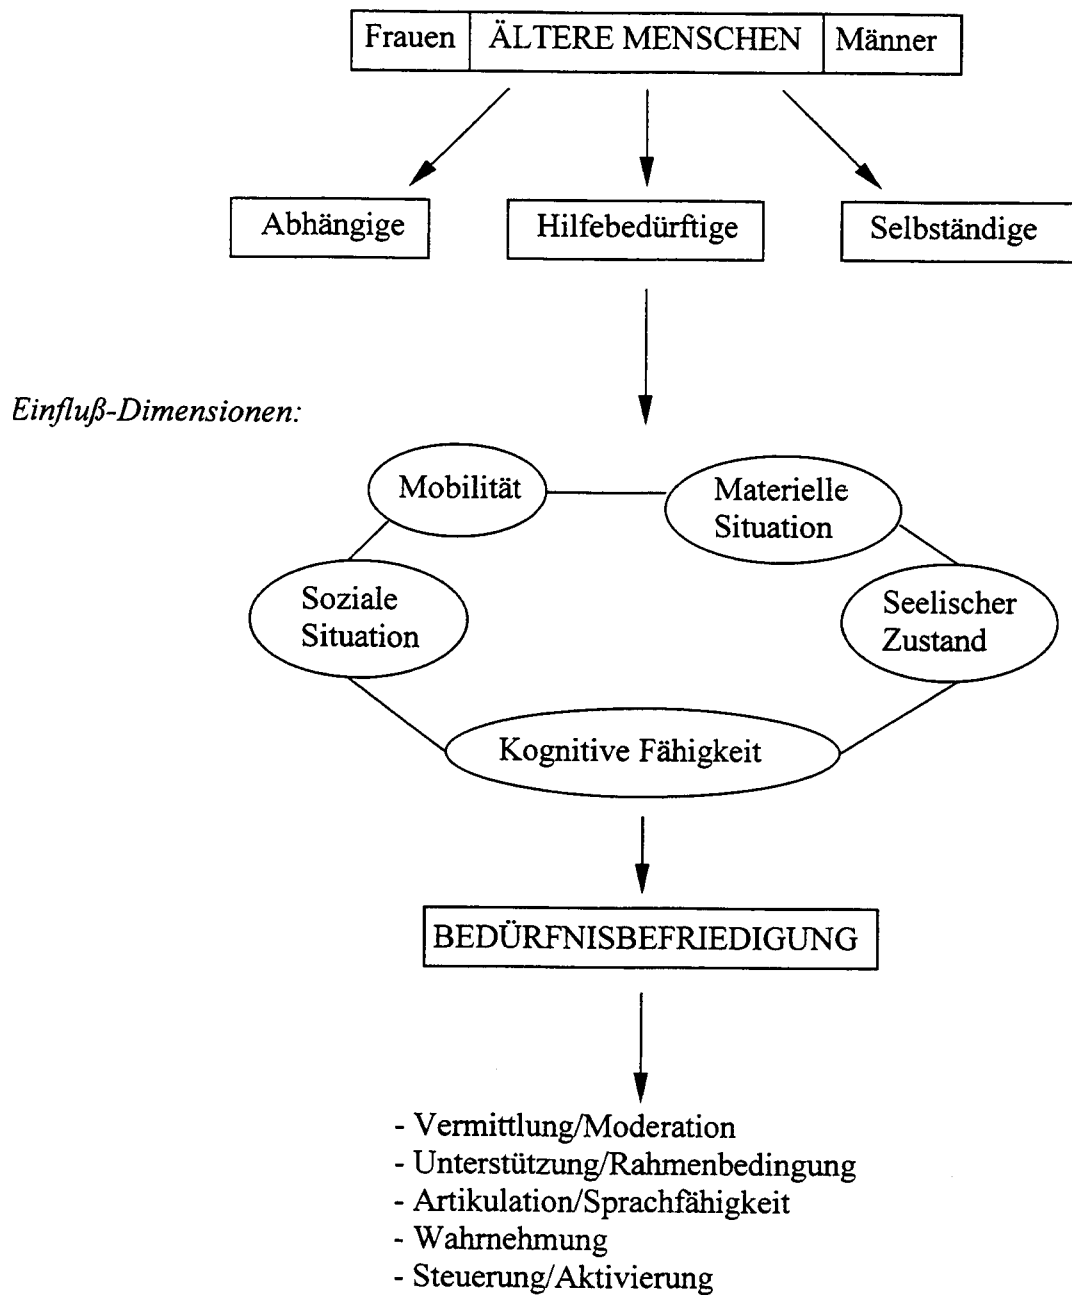 Frauen ÄLTERE MENSCHEN Männer
Abhängige Hilfebedürftige Selbständige
Einfluß-Dimensionen:
Mobilität
Materielle
Situation
Soziale
Situation
Seelischer
Zustand
Kognitive Fähigkeit
BEDÜRFNISBEFRIEDIGUNG
- Vermittlung/Moderation
- Unterstützung/Rahmenbedingung
- Artikulation/Sprachfähigkeit
- Wahrnehmung
- Steuerung/Aktivierung